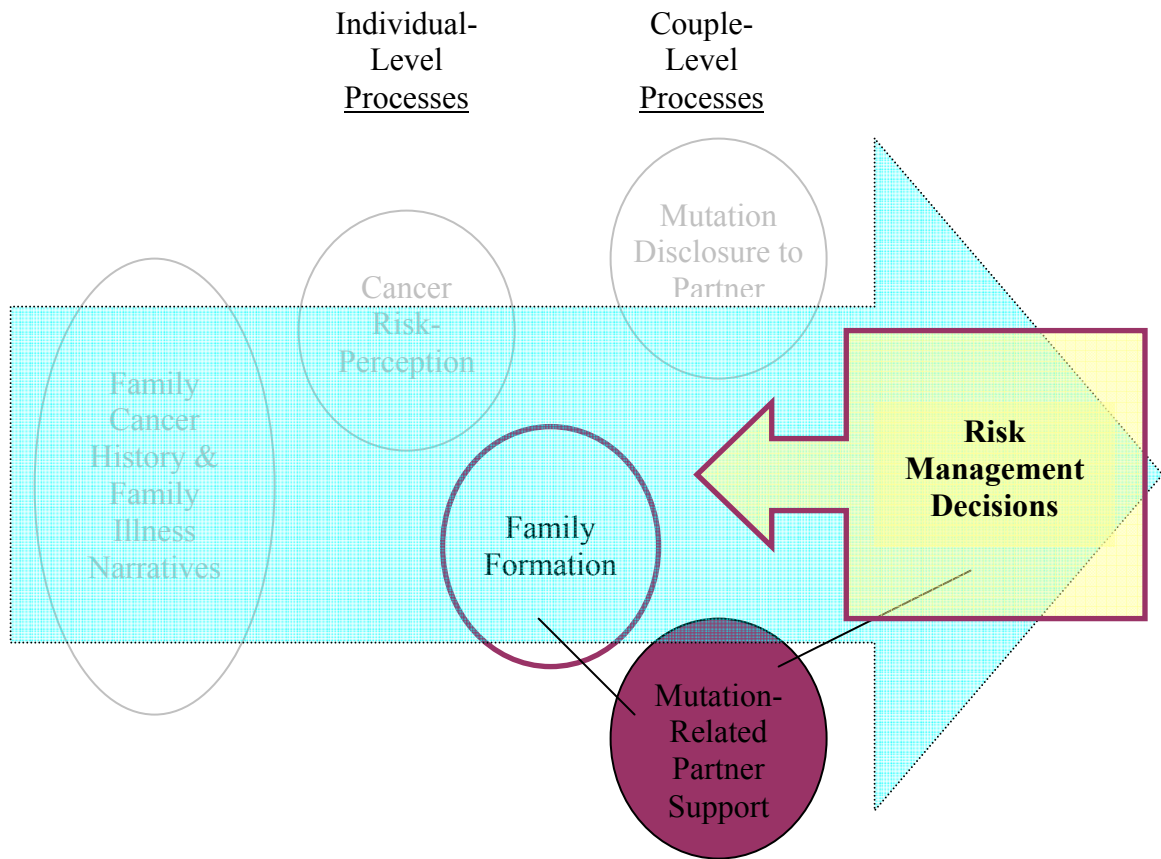 Individual-
Level
Processes
Couple-
Level
Processes
Mutation
Disclosure to
Partner
Cancer
Risk-
Perception
Family
Cancer
History &
Family
Illness
Narratives
Family
Formation
Risk
Management
Decisions
Mutation-
Related
Partner
Support